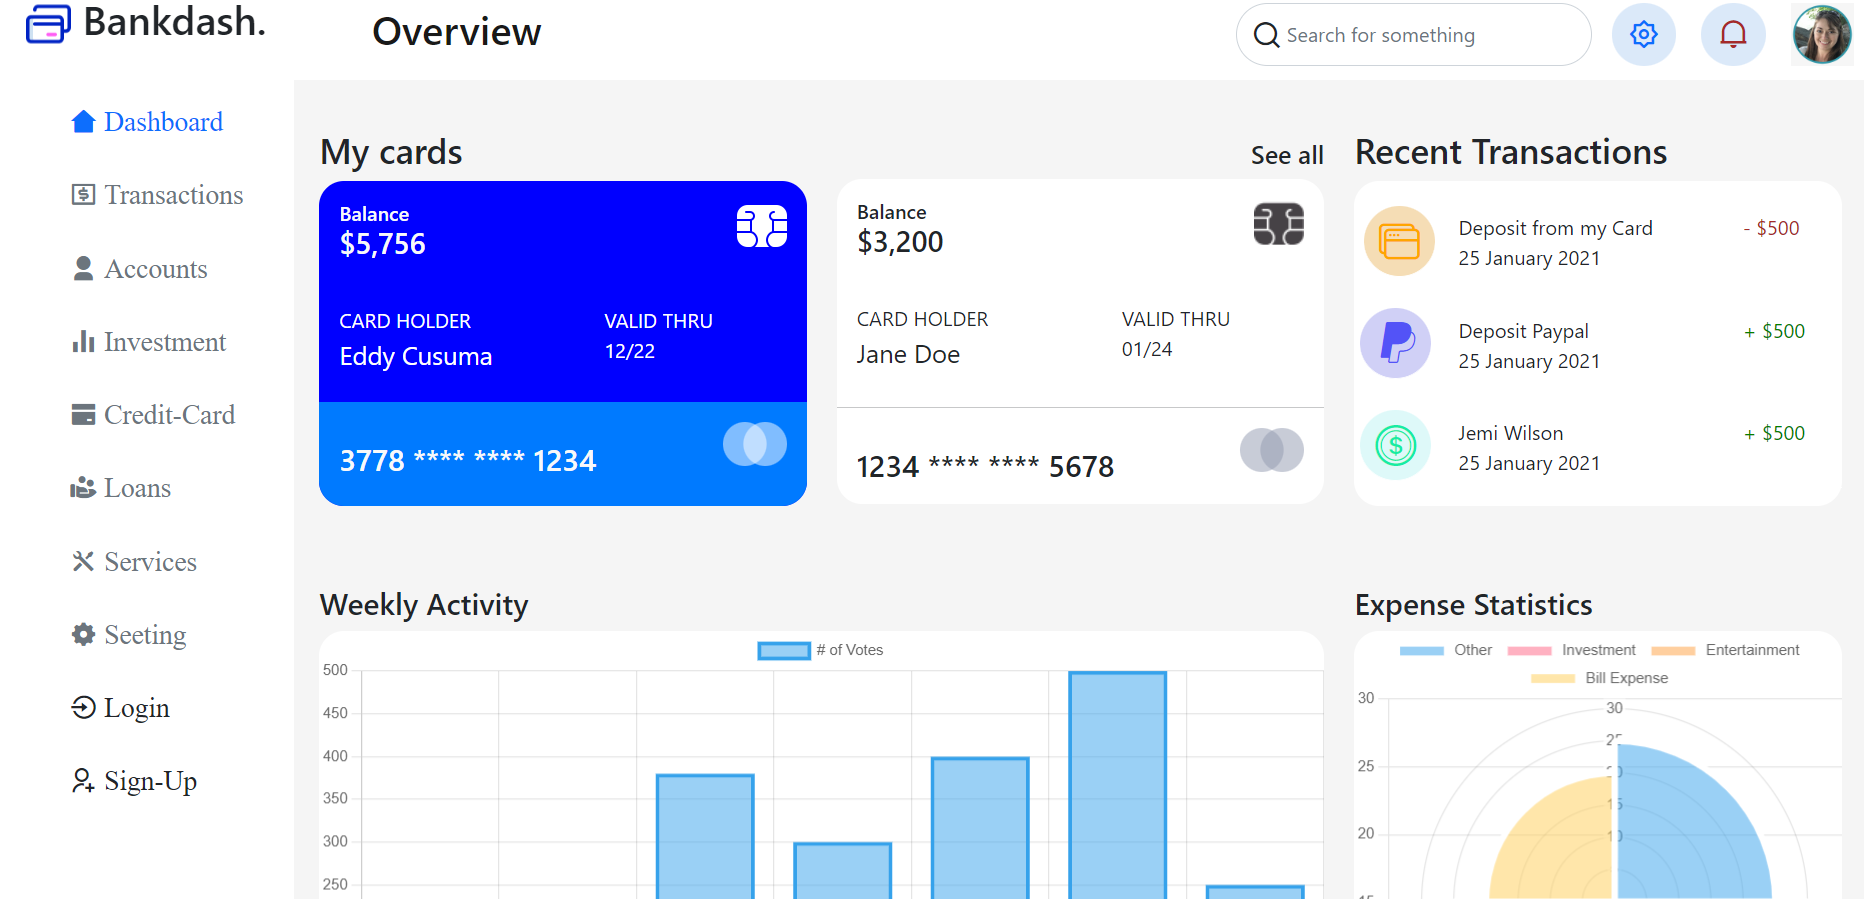 Bankdash.
Overview
Search for something
Dashboard
Transactions
Accounts
Investment
Credit-Card
Loans
Services
Seeting
Login
Sign-Up
My cards
See all
Balance
$5,756
CARD HOLDER
VALID THRU
Eddy Cusuma
12/22
3778 **** **** 1234
Balance
$3,200
CARD HOLDER
VALID THRU
Jane Doe
01/24
1234 **** **** 5678
Recent Transactions
Deposit from my Card
- $500
25 January 2021
Deposit Paypal
+ $500
25 January 2021
$
Jemi Wilson
+ $500
25 January 2021
Weekly Activity
# of Votes
500
450
400
350
300
250
Expense Statistics
Other Investment Entertainment
Bill Expense
30
25
20
30
25
20
15
10